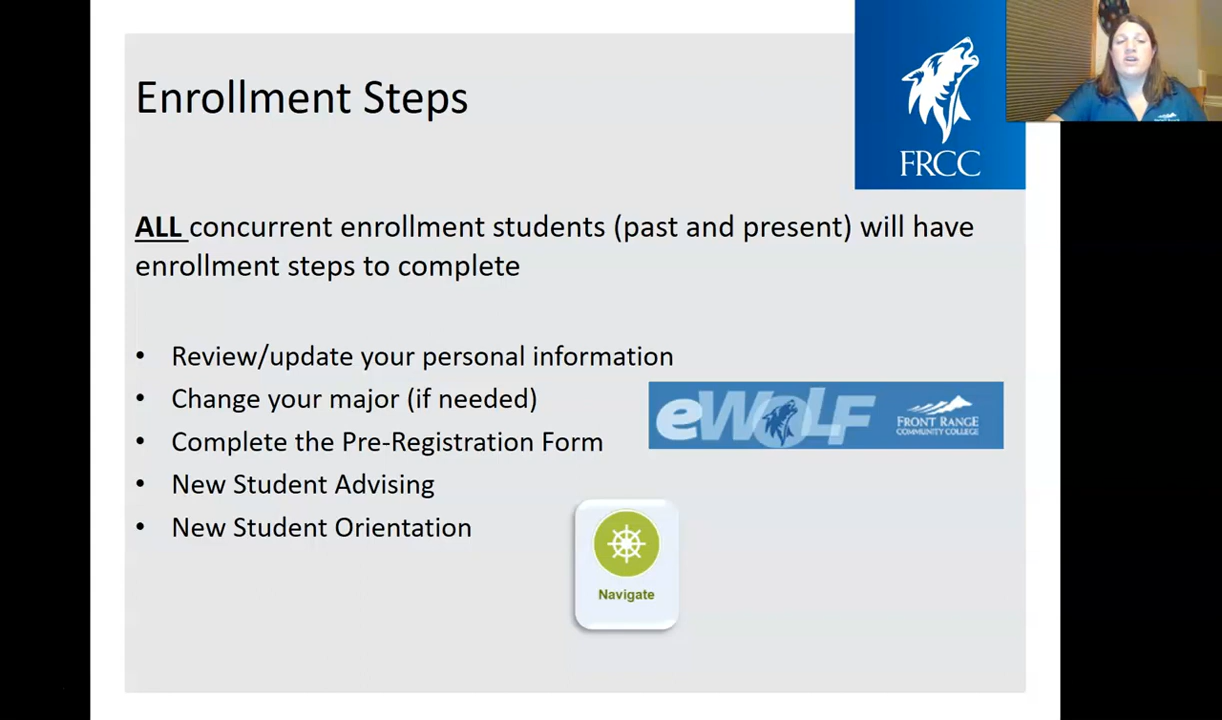 Enrollment Steps
FRCC
ALL concurrent enrollment students (past and present) will have
enrollment steps to complete
• Review/update your personal information
• Change your major (if needed)
• Complete the Pre-Registration Form
• New Student Advising
• New Student Orientation
eWOLF
FRONT RANGE
COMMUNITY COLLEGE
Navigate